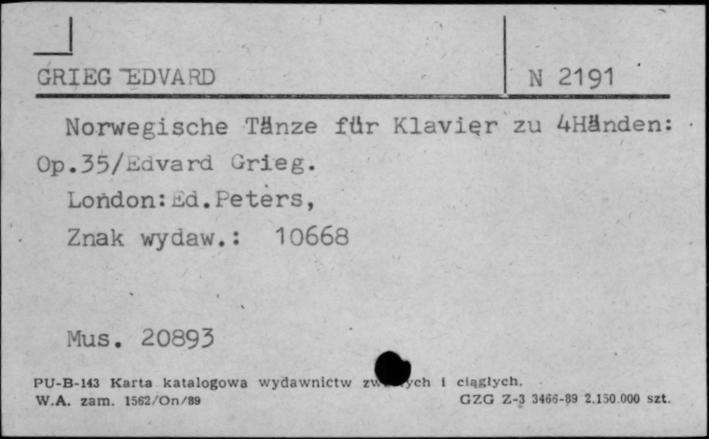 GRIEG EDVARD N 2191
Norwegische Tänze für Klavier zu 4Händen:
Op.35/Edvard Grieg.
London:Ed.Peters,
Znak wydaw.: 10668
Mus. 20893
PU-B-143 Karta katalogowa wydawnictw i ciągłych.
W.A. zam. 1562/On/89 GZG Z-3 3466-89 2.150.000 szt.